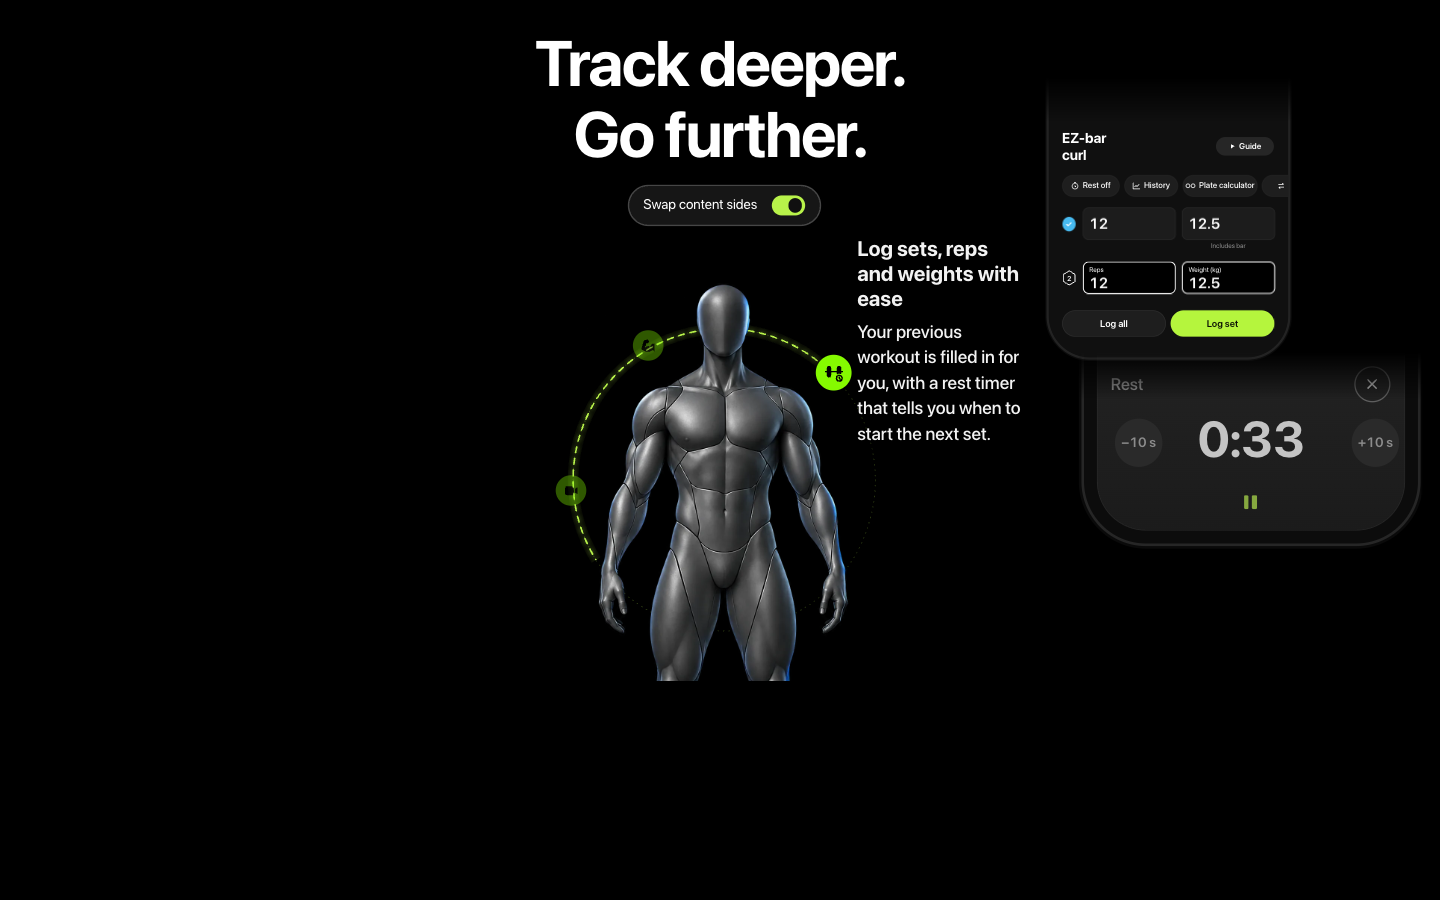 Track deeper.
Go further.
Swap content sides
Log sets, reps
and weights with
ease
Your previous
workout is filled in for
you, with a rest timer
that tells you when to
start the next set.
EZ-bar
curl
Guide
Rest off
History
Plate calculator
12
12.5
Includes bar
2
Reps
12
Weight (kg)
12.5
Log all
Log set
Rest
−10 s
0:33
+10 s